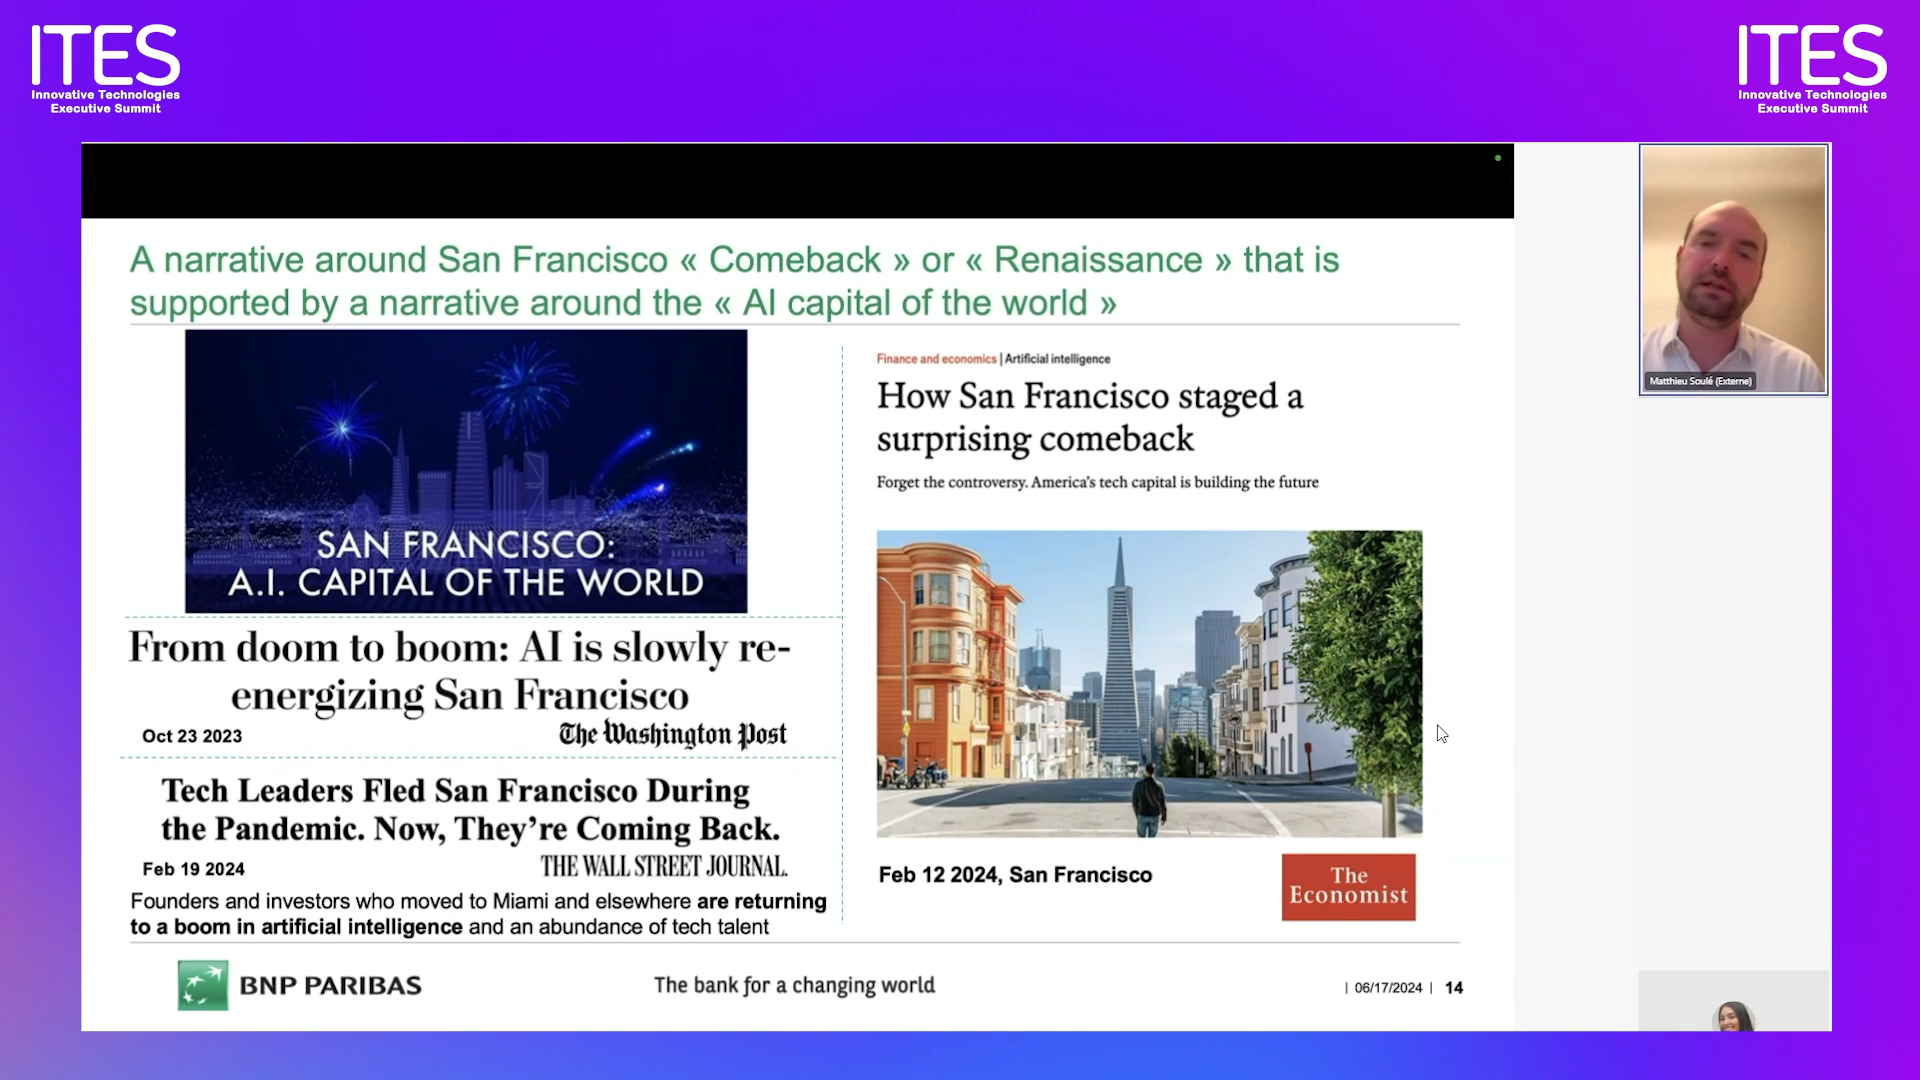 ITES
Innovative Technologies
Executive Summit
ITES
Innovative Technologies
Executive Summit
A narrative around San Francisco « Comeback » or « Renaissance » that is
supported by a narrative around the « AI capital of the world »
SAN FRANCISCO:
A.I. CAPITAL OF THE WORLD
From doom to boom: AI is slowly re-
energizing San Francisco
Oct 23 2023
The Washington Post
Tech Leaders Fled San Francisco During
the Pandemic. Now, They're Coming Back.
Feb 19 2024
THE WALL STREET JOURNAL.
Founders and investors who moved to Miami and elsewhere are returning
to a boom in artificial intelligence and an abundance of tech talent
Finance and economics | Artificial intelligence
How San Francisco staged a
surprising comeback
Forget the controversy. America's tech capital is building the future
Feb 12 2024, San Francisco
The
Economist
BNP PARIBAS
The bank for a changing world
| 06/17/2024 | 14
Matthieu Soulé (Externe)